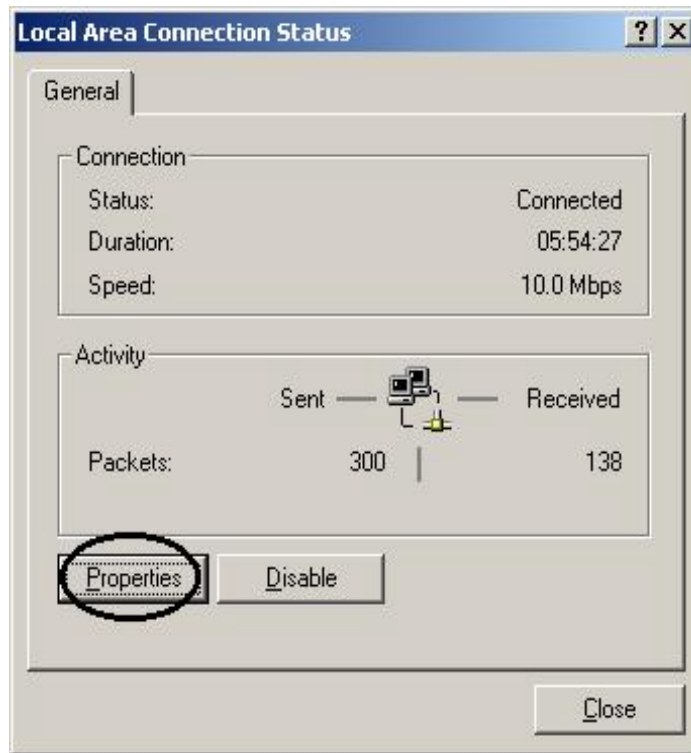 Local Area Connection Status
General
Connection
Status: Connected
Duration: 05:54:27
Speed: 10.0 Mbps
Activity
Sent Received
Packets: 300 138
Properties Disable
Close